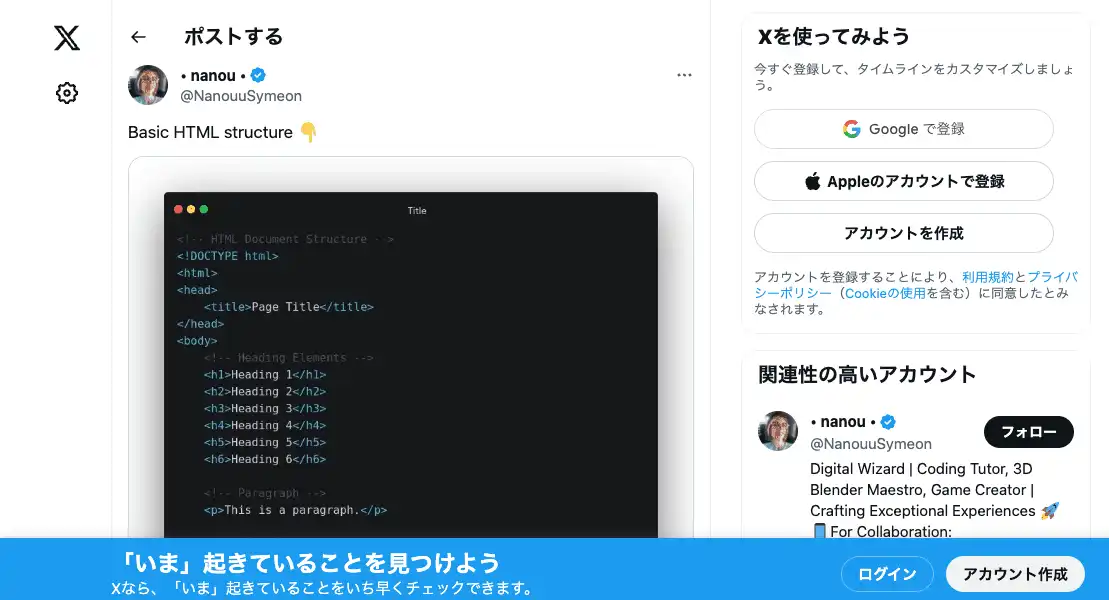 ポストする
• nanou •
@NanouuSymeon
Basic HTML structure 👇
Title
<!-- HTML Document Structure -->
<!DOCTYPE html>
<html>
<head>
<title>Page Title</title>
</head>
<body>
<!-- Heading Elements -->
<h1>Heading 1</h1>
<h2>Heading 2</h2>
<h3>Heading 3</h3>
<h4>Heading 4</h4>
<h5>Heading 5</h5>
<h6>Heading 6</h6>
<!-- Paragraph -->
<p>This is a paragraph.</p>
Xを使ってみよう
今すぐ登録して、タイムラインをカスタマイズしましょ
う。
Google で登録
Appleのアカウントで登録
アカウントを作成
アカウントを登録することにより、利用規約とプライバ
シーポリシー（Cookieの使用を含む）に同意したとみ
なされます。
関連性の高いアカウント
• nanou •
@NanouuSymeon
フォロー
Digital Wizard | Coding Tutor, 3D
Blender Maestro, Game Creator |
Crafting Exceptional Experiences 🚀
📱 For Collaboration:
「いま」起きていることを見つけよう
Xなら、「いま」起きていることをいち早くチェックできます。
ログイン
アカウント作成